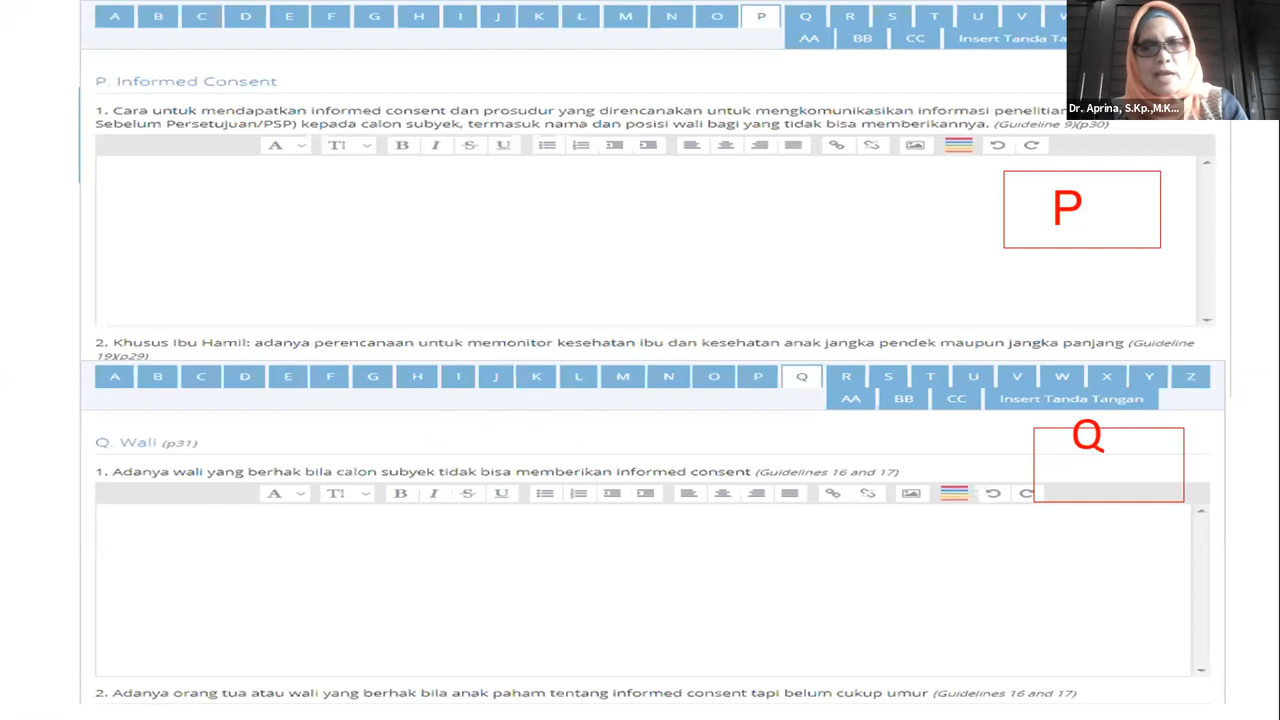 A B C D E F G H I J K L M N O P Q R S T U V
AA BB CC Insert Tanda
Dr. Aprina, S.Kp.,M.K...
P. Informed Consent
1. Cara untuk mendapatkan informed consent dan prosudur yang direncanakan untuk mengkomunikasikan informasi penelitian
Sebelum Persetujuan/PSP) kepada calon subyek, termasuk nama dan posisi wali bagi yang tidak bisa memberikannya. (Guideline 9)(p30)
P
2. Khusus Ibu Hamil: adanya perencanaan untuk memonitor kesehatan ibu dan kesehatan anak jangka pendek maupun jangka panjang (Guideline
19)(p29)
A B C D E F G H I J K L M N O P Q R S T U V W X Y Z
AA BB CC Insert Tanda Tangan
Q. Wali (p31)
Q
1. Adanya wali yang berhak bila calon subyek tidak bisa memberikan informed consent (Guidelines 16 and 17)
2. Adanya orang tua atau wali yang berhak bila anak paham tentang informed consent tapi belum cukup umur (Guidelines 16 and 17)